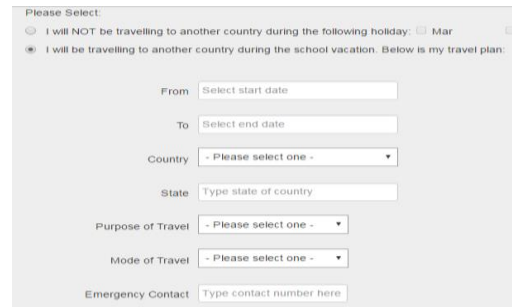 Please Select:
I will NOT be travelling to another country during the following holiday: Mar
I will be travelling to another country during the school vacation. Below is my travel plan:
From Select start date
To Select end date
Country - Please select one -
State Type state of country
Purpose of Travel - Please select one -
Mode of Travel - Please select one -
Emergency Contact Type contact number here